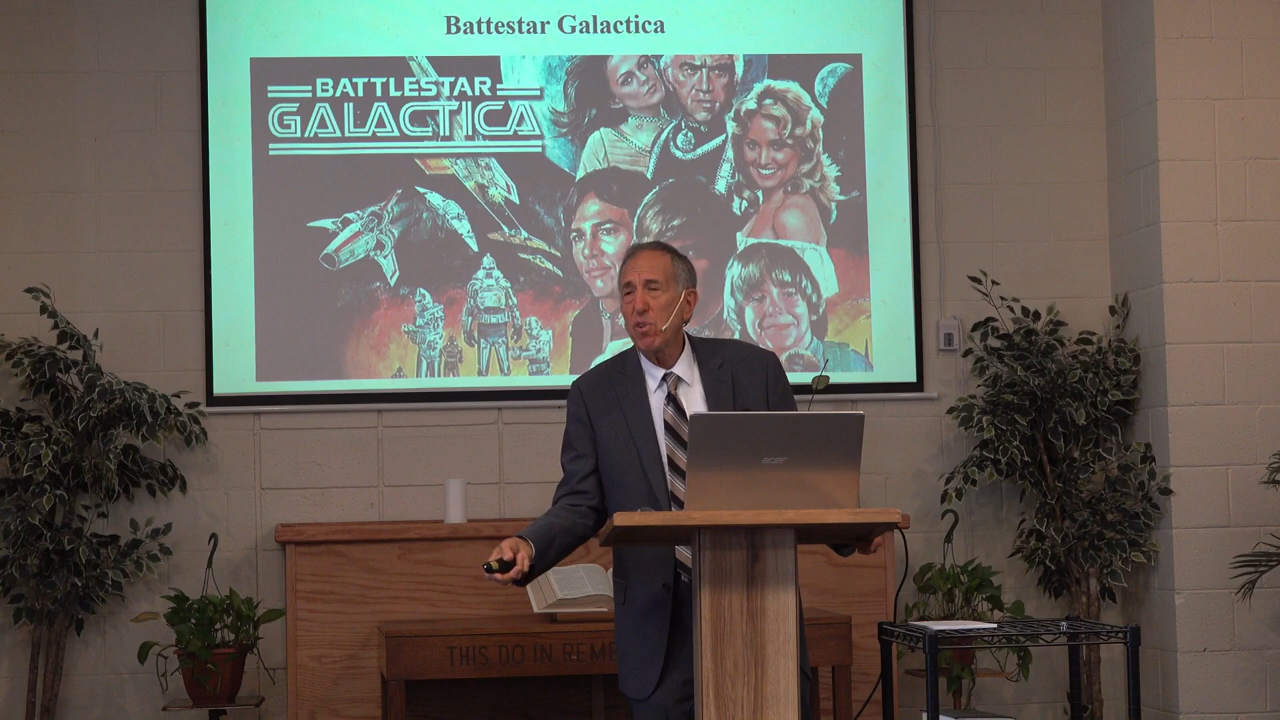 Battestar Galactica
BATTLESTAR
GALACTICA
acer
THIS DO IN REME